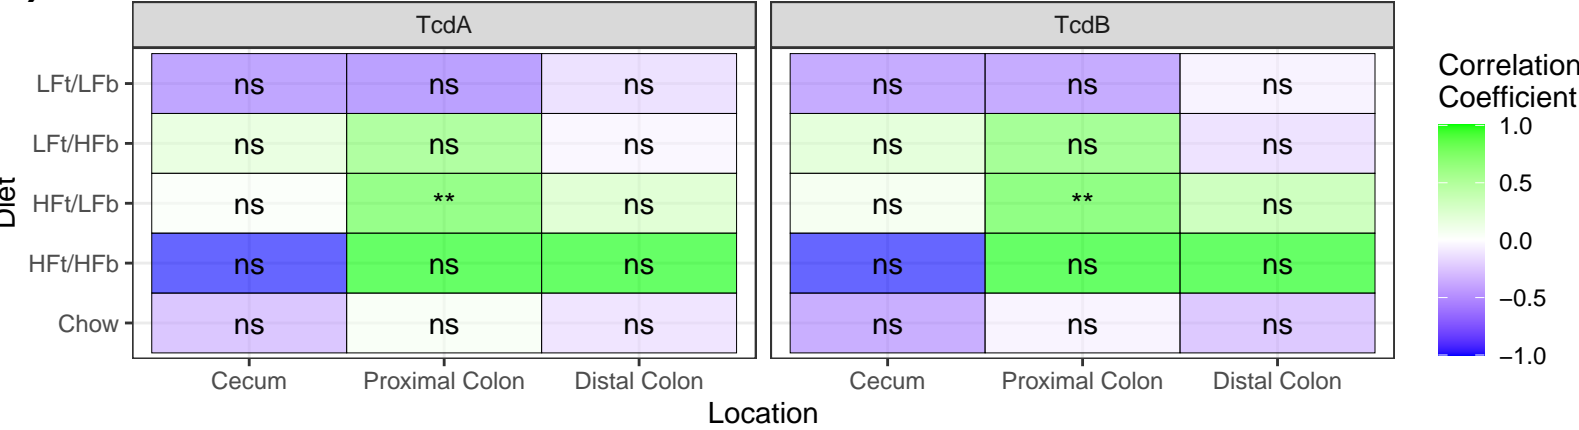 TcdA
TcdB
LFt/LFb
ns ns ns ns ns ns
LFt/HFb
ns ns ns ns ns ns
HFt/LFb
ns ** ns ns ** ns
HFt/HFb
ns ns ns ns ns ns
Chow
ns ns ns ns ns ns
Cecum Proximal Colon Distal Colon
Cecum Proximal Colon Distal Colon
Location
Diet
Correlation
Coefficient
1.0
0.5
0.0
−0.5
−1.0